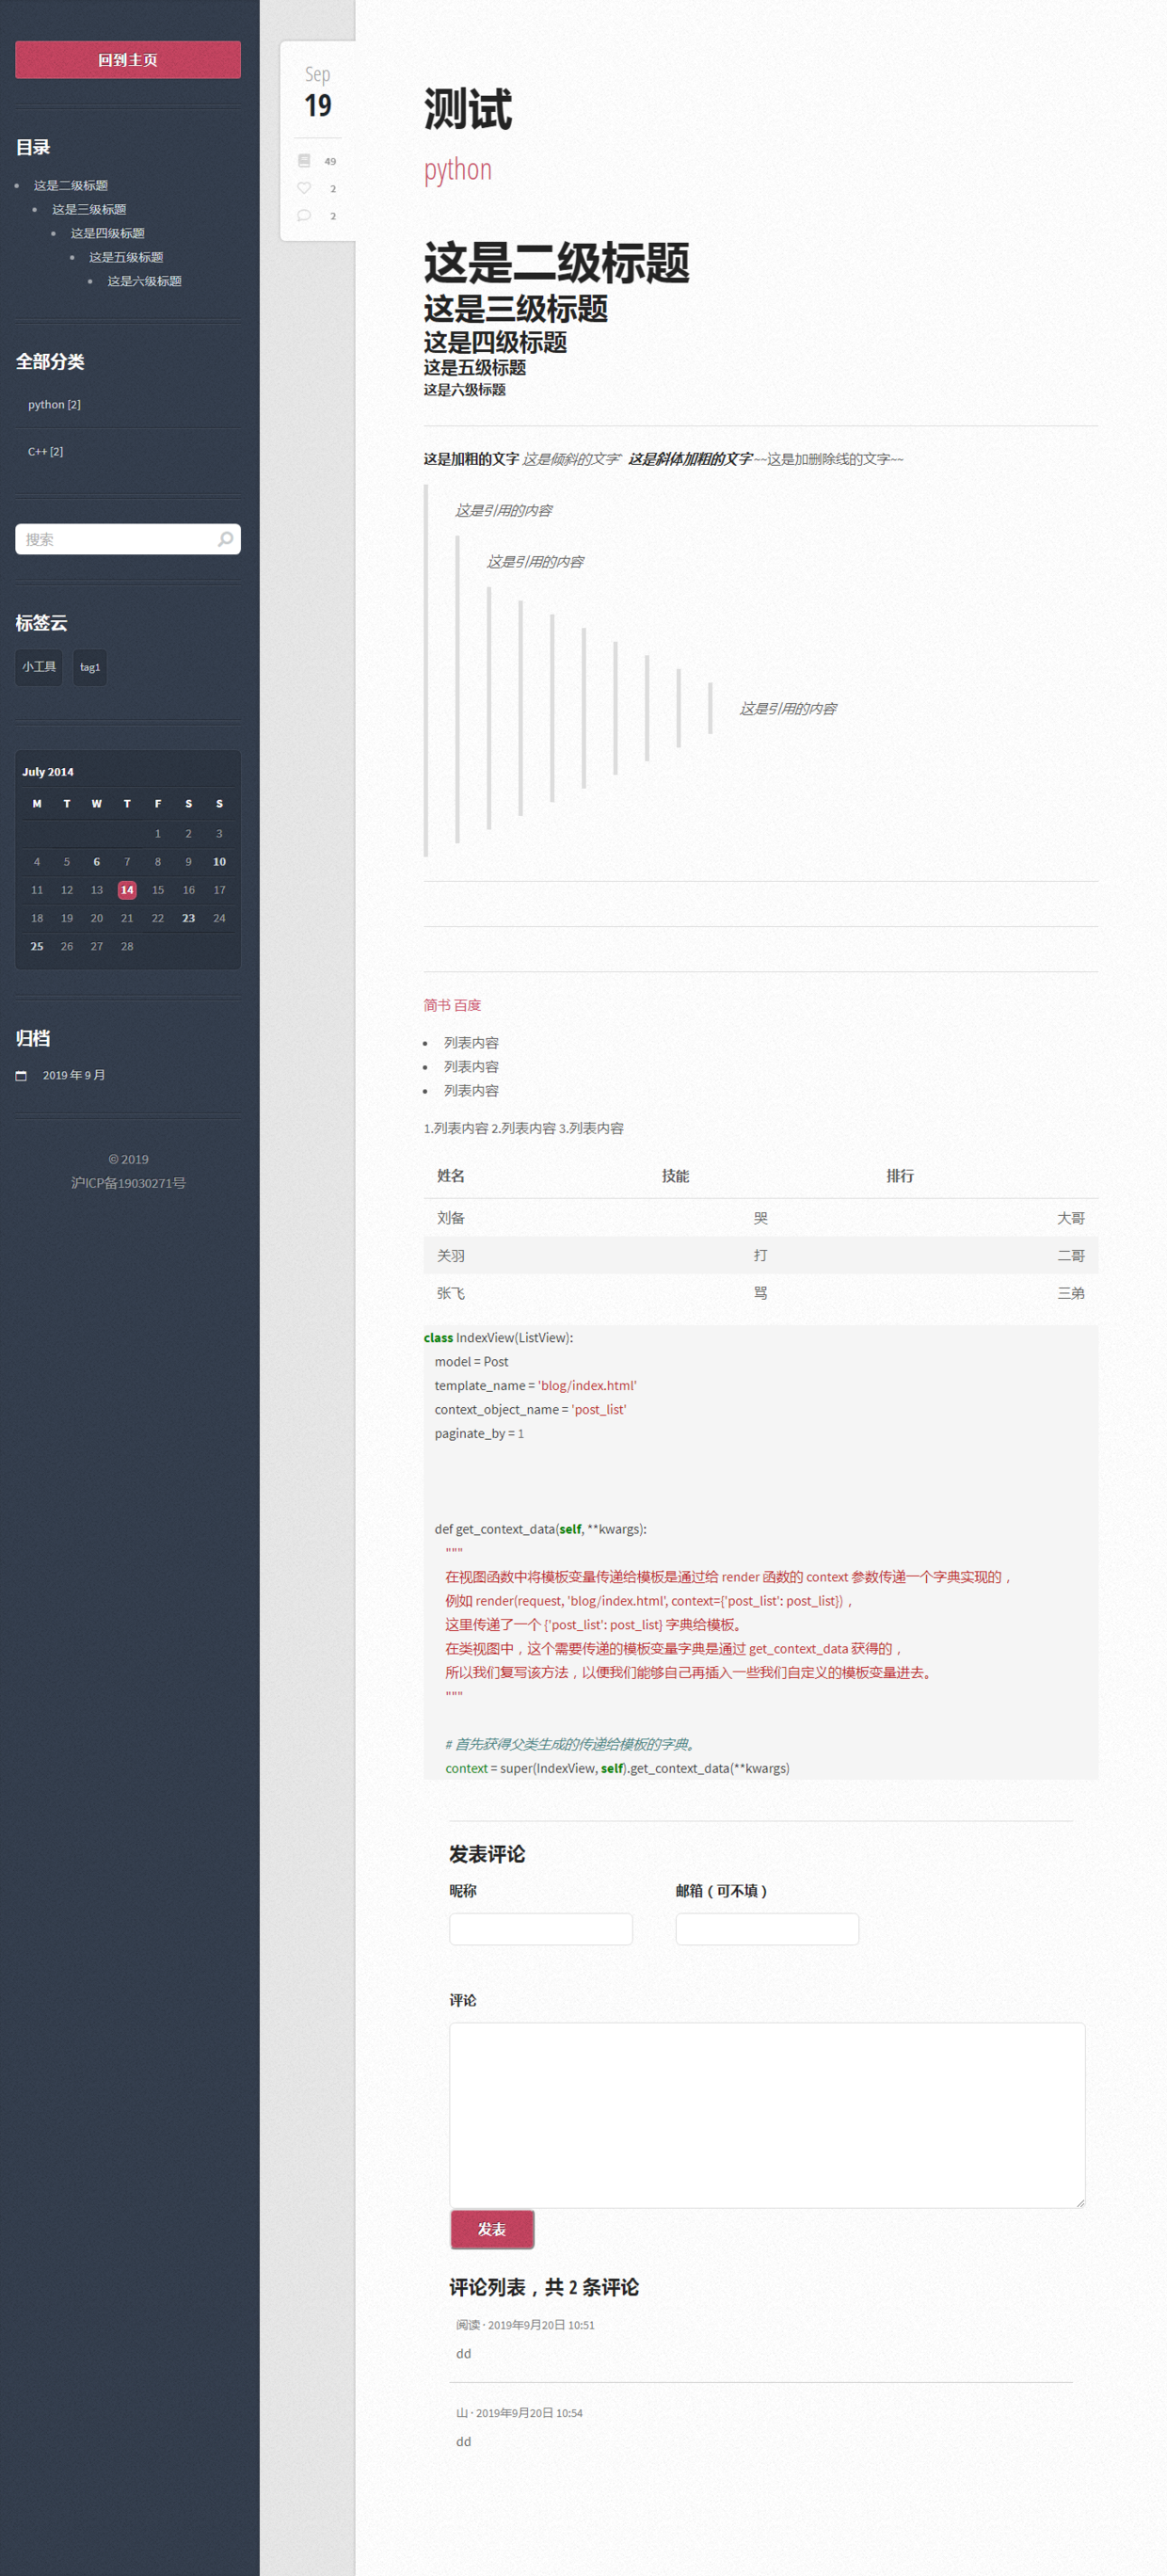 回到主页
目录
这是二级标题
这是三级标题
这是四级标题
这是五级标题
这是六级标题
全部分类
python [2]
C++ [2]
搜索
标签云
小工具 tag1
July 2014
M T W T F S S
1 2 3
4 5 6 7 8 9 10
11 12 13 14 15 16 17
18 19 20 21 22 23 24
25 26 27 28
归档
2019 年 9 月
© 2019
沪ICP备19030271号
Sep
19
49
2
2
测试
python
这是二级标题
这是三级标题
这是四级标题
这是五级标题
这是六级标题
这是加粗的文字 这是倾斜的文字` 这是斜体加粗的文字 ~~这是加删除线的文字~~
这是引用的内容
这是引用的内容
这是引用的内容
简书 百度
列表内容
列表内容
列表内容
1.列表内容 2.列表内容 3.列表内容
姓名 技能 排行
刘备 哭 大哥
关羽 打 二哥
张飞 骂 三弟
class IndexView(ListView):
model = Post
template_name = 'blog/index.html'
context_object_name = 'post_list'
paginate_by = 1
def get_context_data(self, **kwargs):
"""
在视图函数中将模板变量传递给模板是通过给 render 函数的 context 参数传递一个字典实现的，
例如 render(request, 'blog/index.html', context={'post_list': post_list})，
这里传递了一个 {'post_list': post_list} 字典给模板。
在类视图中，这个需要传递的模板变量字典是通过 get_context_data 获得的，
所以我们复写该方法，以便我们能够自己再插入一些我们自定义的模板变量进去。
"""
# 首先获得父类生成的传递给模板的字典。
context = super(IndexView, self).get_context_data(**kwargs)
发表评论
昵称 邮箱（可不填）
评论
发表
评论列表，共 2 条评论
阅读 · 2019年9月20日 10:51
dd
山 · 2019年9月20日 10:54
dd